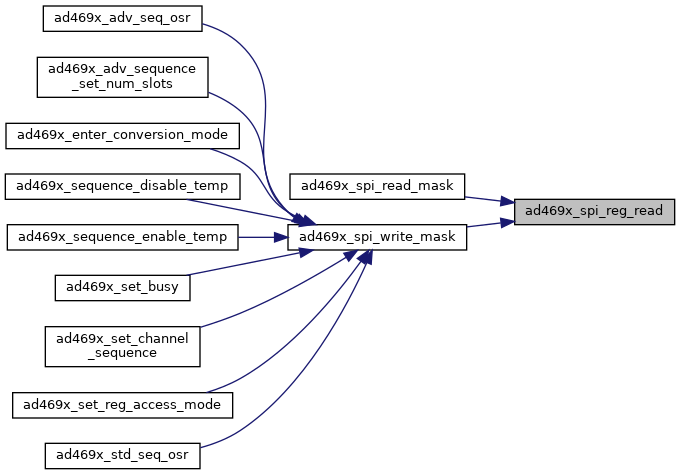 ad469x_adv_seq_osr
ad469x_adv_sequence
_set_num_slots
ad469x_enter_conversion_mode
ad469x_sequence_disable_temp
ad469x_sequence_enable_temp
ad469x_set_busy
ad469x_set_channel
_sequence
ad469x_set_reg_access_mode
ad469x_std_seq_osr
ad469x_spi_read_mask
ad469x_spi_write_mask
ad469x_spi_reg_read